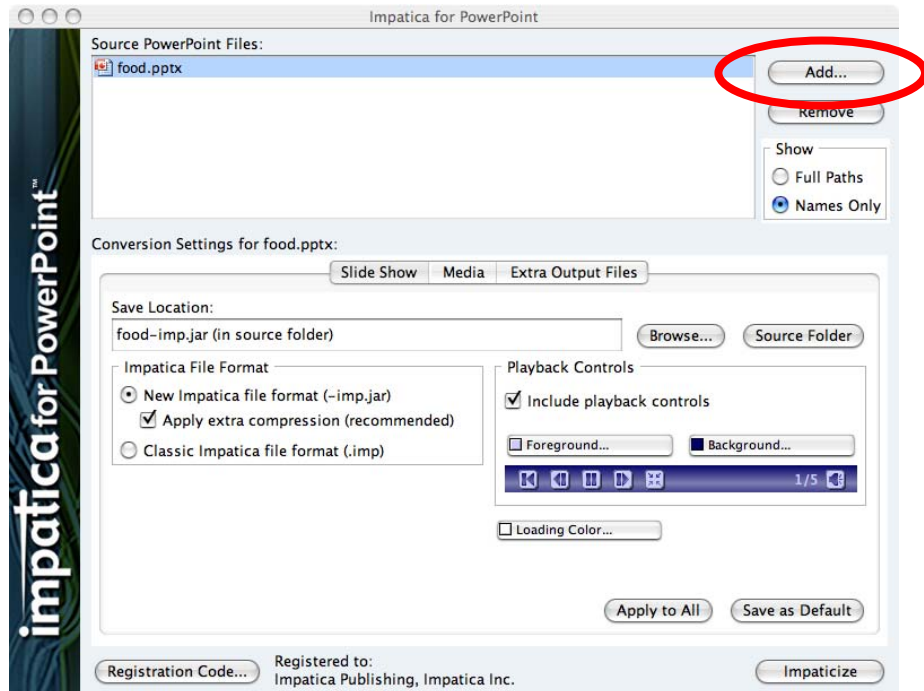 Impatica for PowerPoint
Source PowerPoint Files:
food.pptx
Add...
Remove
Show
Full Paths
Names Only
impatica for PowerPoint™
Conversion Settings for food.pptx:
Slide Show Media Extra Output Files
Save Location:
food-imp.jar (in source folder)
Browse... Source Folder
Impatica File Format
New Impatica file format (-imp.jar)
Apply extra compression (recommended)
Classic Impatica file format (.imp)
Playback Controls
Include playback controls
Foreground... Background...
1/5
Loading Color...
Apply to All Save as Default
Registration Code...
Registered to:
Impatica Publishing, Impatica Inc.
Impaticize